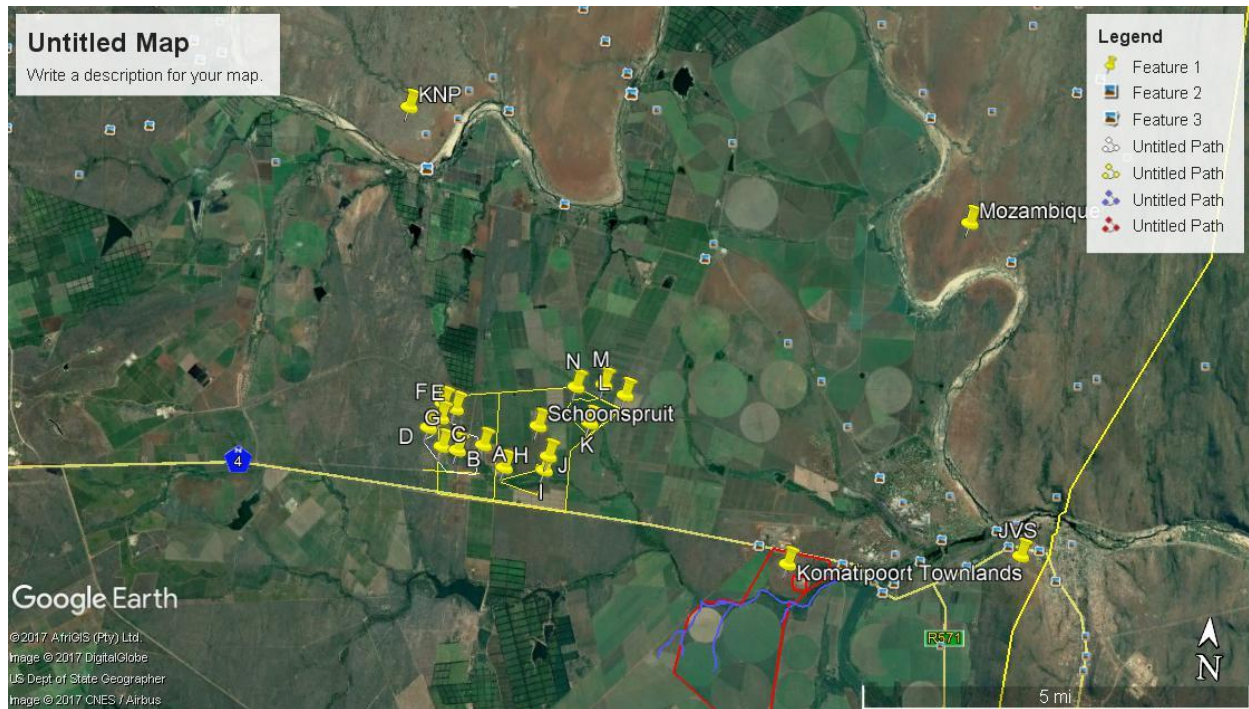 Untitled Map
Write a description for your map.
Legend
Feature 1
Feature 2
Feature 3
Untitled Path
Untitled Path
Untitled Path
Untitled Path
KNP
Mozambique
N
M
F
E
L
G
Schoonspruit
D
C
K
B
A
H
J
I
N
4
JVS
Komatipoort Townlands
Google Earth
R571
© 2017 AfriGIS (Pty) Ltd.
Image © 2017 DigitalGlobe
US Dept of State Geographer
Image © 2017 CNES / Airbus
N
5 mi